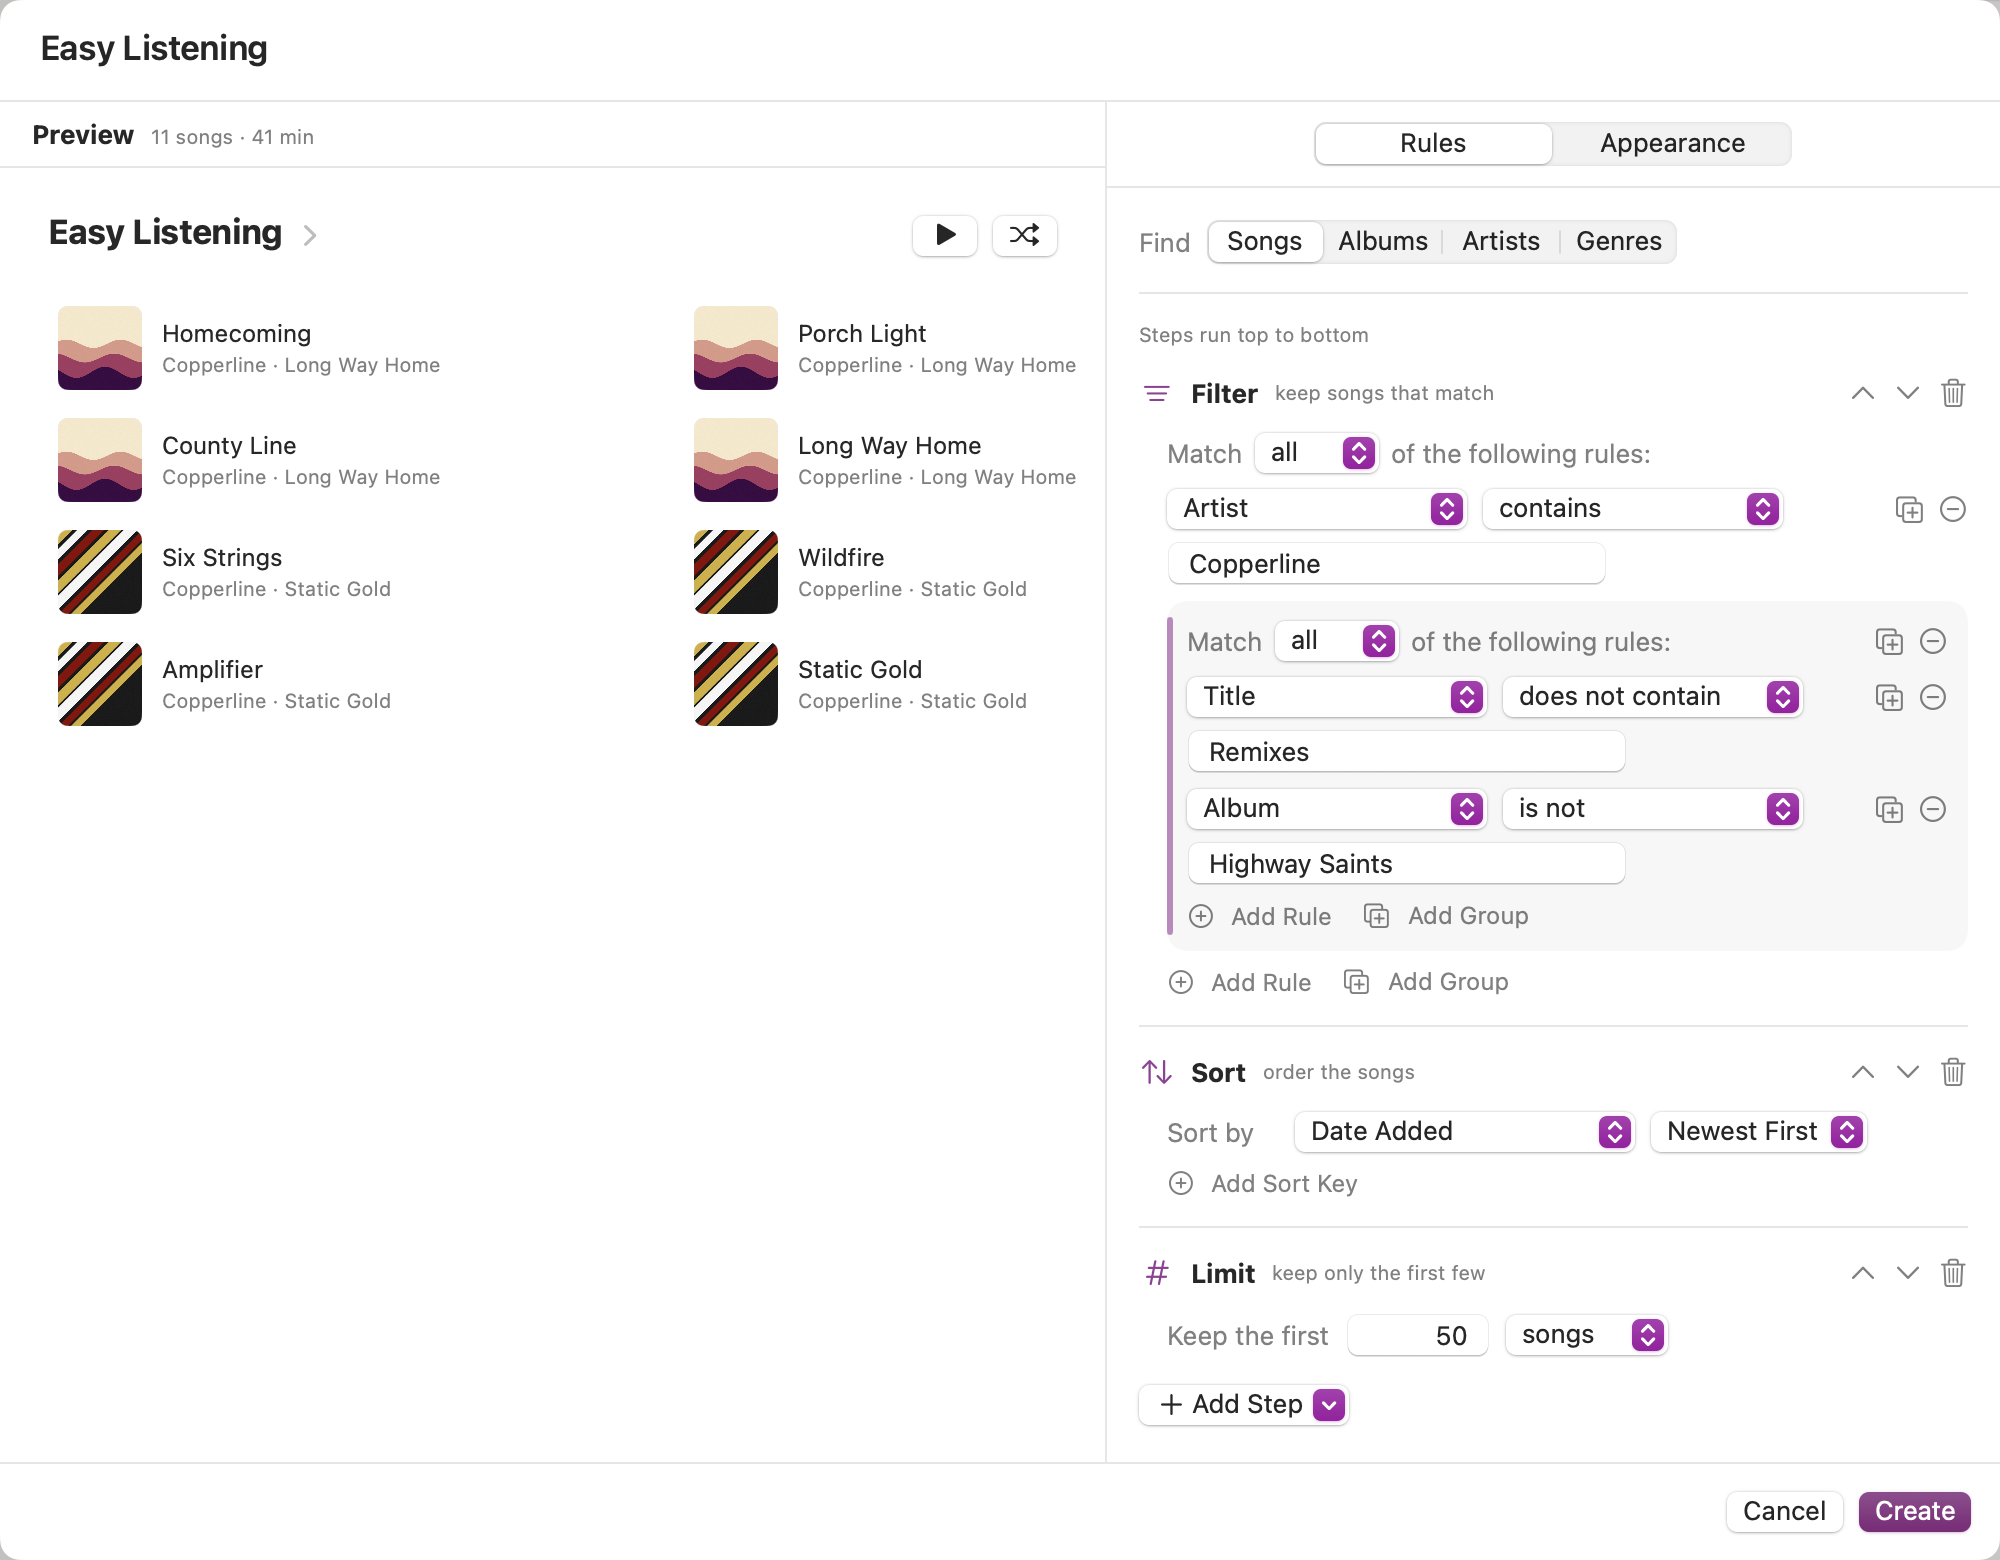 Easy Listening
Preview 11 songs · 41 min
Easy Listening
Homecoming
Copperline · Long Way Home
Porch Light
Copperline · Long Way Home
County Line
Copperline · Long Way Home
Long Way Home
Copperline · Long Way Home
Six Strings
Copperline · Static Gold
Wildfire
Copperline · Static Gold
Amplifier
Copperline · Static Gold
Static Gold
Copperline · Static Gold
Rules Appearance
Find Songs Albums Artists Genres
Steps run top to bottom
Filter keep songs that match
Match all of the following rules:
Artist contains
Copperline
Match all of the following rules:
Title does not contain
Remixes
Album is not
Highway Saints
Add Rule Add Group
Add Rule Add Group
Sort order the songs
Sort by Date Added Newest First
Add Sort Key
# Limit keep only the first few
Keep the first 50 songs
+ Add Step
Cancel Create